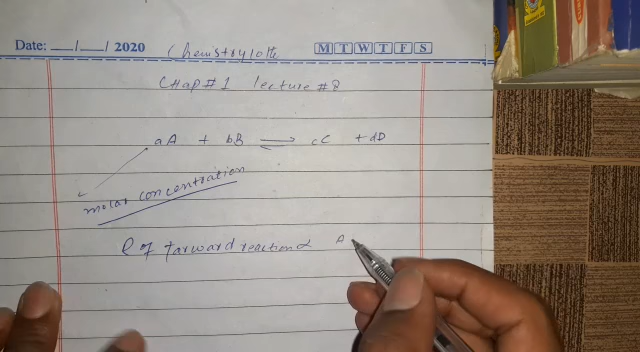 Date: __/__/ 2020 Chemistry 10th M T W T F S
Chap #1 lecture #8
aA + bB ⇌ cC + dD
molar concentration
R of forward reaction α A